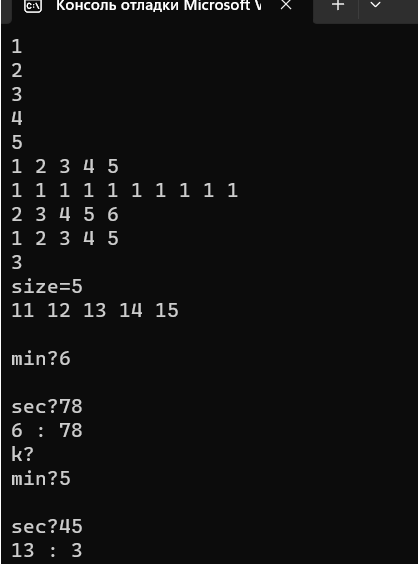 Консоль отладки Microsoft V
1
2
3
4
5
1 2 3 4 5
1 1 1 1 1 1 1 1 1 1
2 3 4 5 6
1 2 3 4 5
3
size=5
11 12 13 14 15
min?6
sec?78
6 : 78
k?
min?5
sec?45
13 : 3